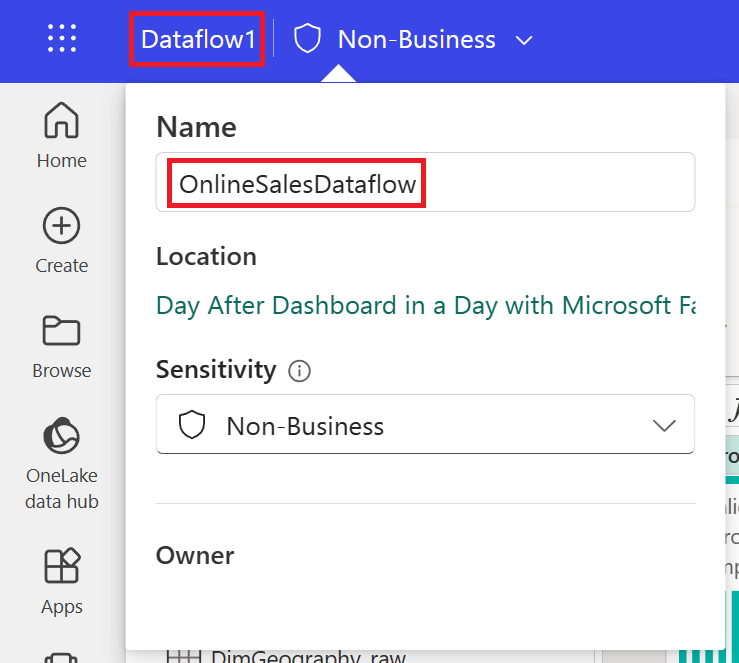 Dataflow1
Non-Business
Home
Create
Browse
OneLake
data hub
Apps
Name
OnlineSalesDataflow
Location
Day After Dashboard in a Day with Microsoft
Sensitivity
Non-Business
Owner
DimGeography_raw